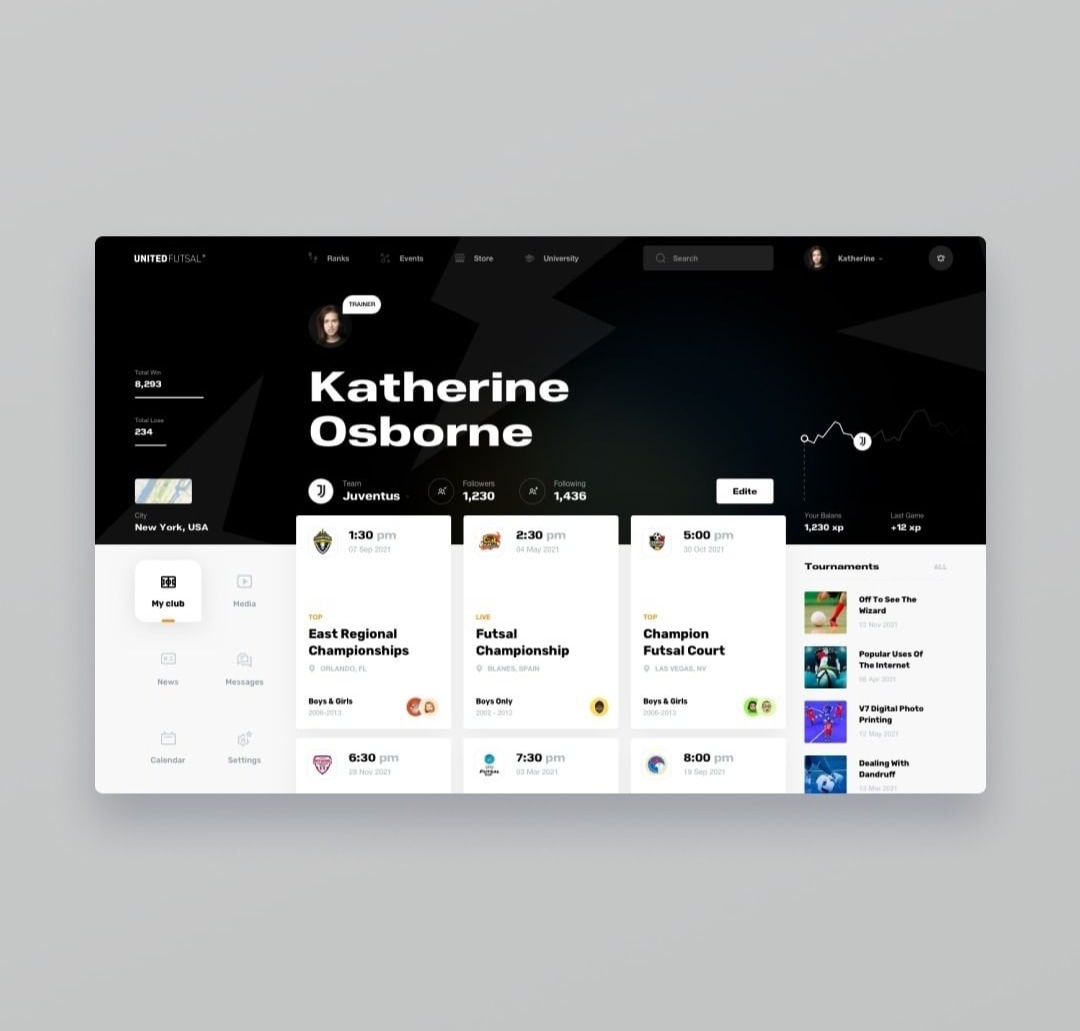 UNITED FUTSAL
Ranks
Events
Store
University
Search
Katherine
TRAINER
Total Win
8,293
Total Lose
234
Katherine
Osborne
City
New York, USA
Team
Juventus
Followers
1,230
Following
1,436
Edite
Your Balans
1,230 xp
Last Game
+12 xp
My club
Media
News
Messages
Calendar
Settings
1:30 pm
07 Sep 2021
TOP
East Regional
Championships
ORLANDO, FL
Boys & Girls
2006-2013
2:30 pm
04 May 2021
LIVE
Futsal
Championship
BLANES, SPAIN
Boys Only
2002 - 2012
5:00 pm
30 Oct 2021
TOP
Champion
Futsal Court
LAS VEGAS, NV
Boys & Girls
2006-2013
6:30 pm
28 Nov 2021
7:30 pm
03 Mar 2021
8:00 pm
19 Sep 2021
Tournaments
ALL
Off To See The
Wizard
13 Nov 2021
Popular Uses Of
The Internet
08 Apr 2021
V7 Digital Photo
Printing
12 May 2021
Dealing With
Dandruff
13 Mar 2021